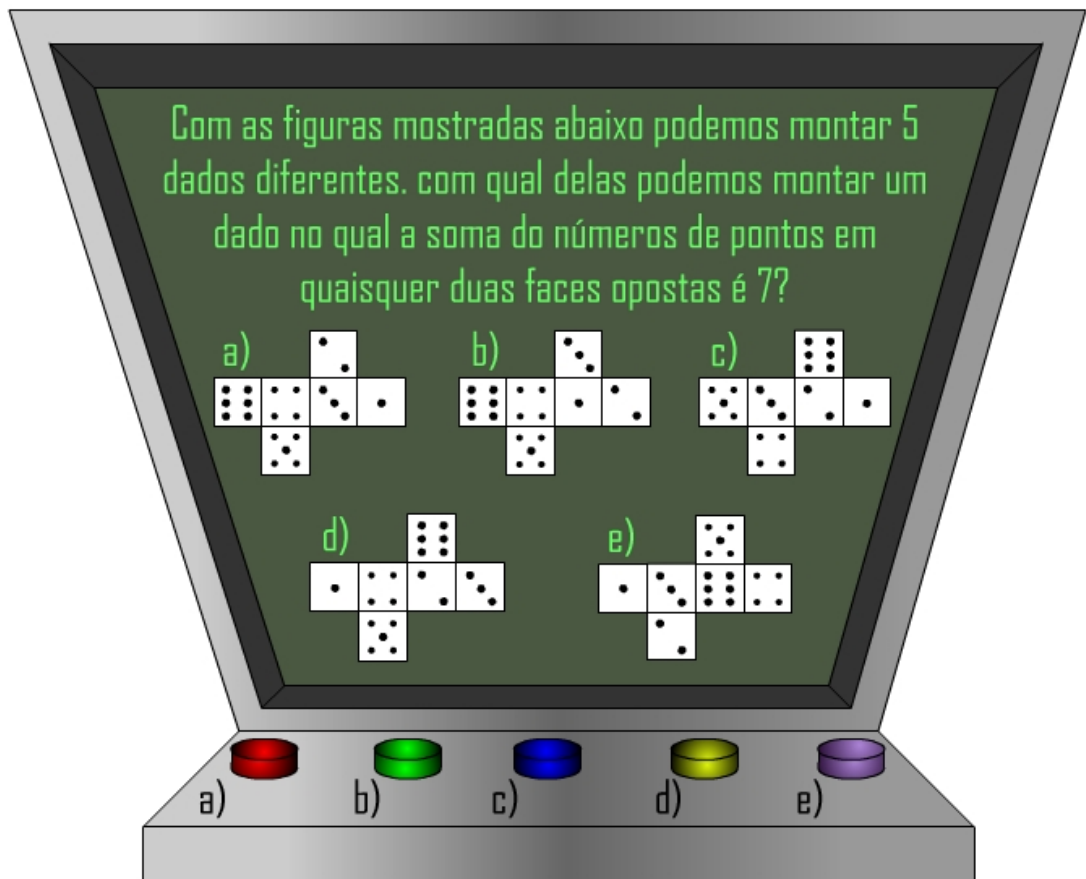 Com as figuras mostradas abaixo podemos montar 5
dados diferentes. com qual delas podemos montar um
dado no qual a soma do números de pontos em
quaisquer duas faces opostas é 7?
a)
b)
c)
d)
e)
a)
b)
c)
d)
e)